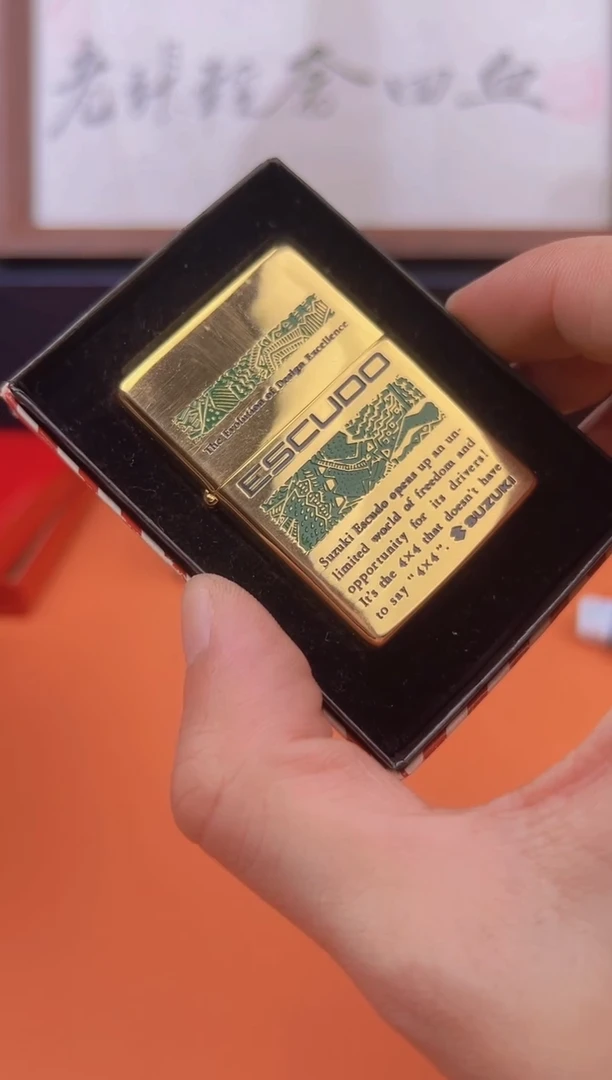 The Evolution of Design Excellence
ESCUDO
Suzuki Escudo opens up an un-
limited world of freedom and
opportunity for its drivers!
It's the 4×4 that doesn't have
to say "4×4".
SUZUKI